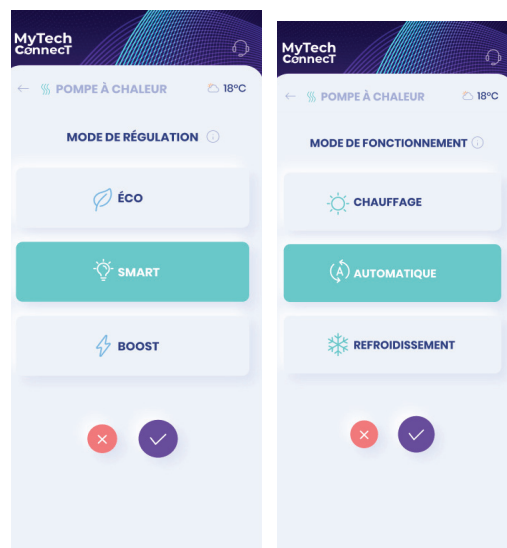 MyTech
ConnecT
POMPE À CHALEUR
18°C
MODE DE RÉGULATION
ÉCO
SMART
BOOST
MyTech
ConnecT
POMPE À CHALEUR
18°C
MODE DE FONCTIONNEMENT
CHAUFFAGE
A AUTOMATIQUE
REFROIDISSEMENT